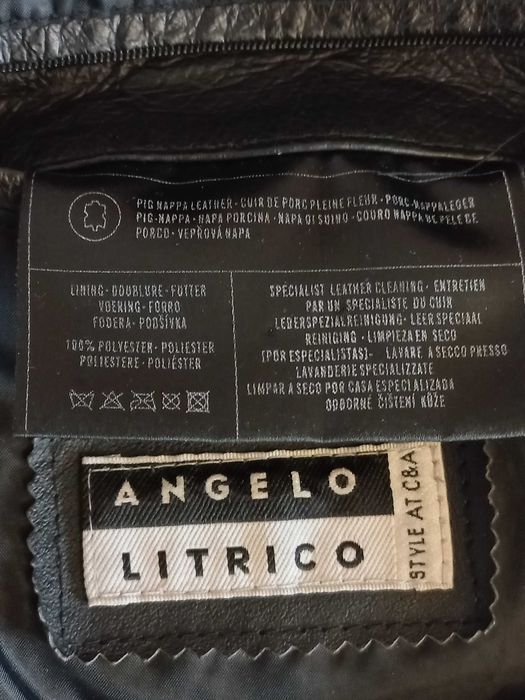 PIG NAPPA LEATHER - CUIR DE PORC PLEINE FLEUR - PORC-NAPPALEGER
PIG-NAPPA - NAPA PORCINA - NAPA DI SUINO - COURO NAPPA DE PELE DE
PORCO - VEPŘOVÁ NAPA
LINING - DOUBLURE - FUTTER
VOERING - FORRO
FODERA - PODŠÍVKA
100% POLYESTER - POLIESTER
POLIESTERE - POLIÉSTER
SPECIALIST LEATHER CLEANING - ENTRETIEN
PAR UN SPECIALISTE DU CUIR
LEDERSPEZIALREINIGUNG - LEER SPECIAAL
REINIGING - LIMPIEZA EN SECO
(POR ESPECIALISTAS) - LAVARE A SECCO PRESSO
LAVANDERIE SPECIALIZZATE
LIMPAR A SECO POR CASA ESPECIALIZADA
ODBORNÉ ČIŠTĚNÍ KŮŽE
ANGELO
LITRICO
STYLE AT C&A